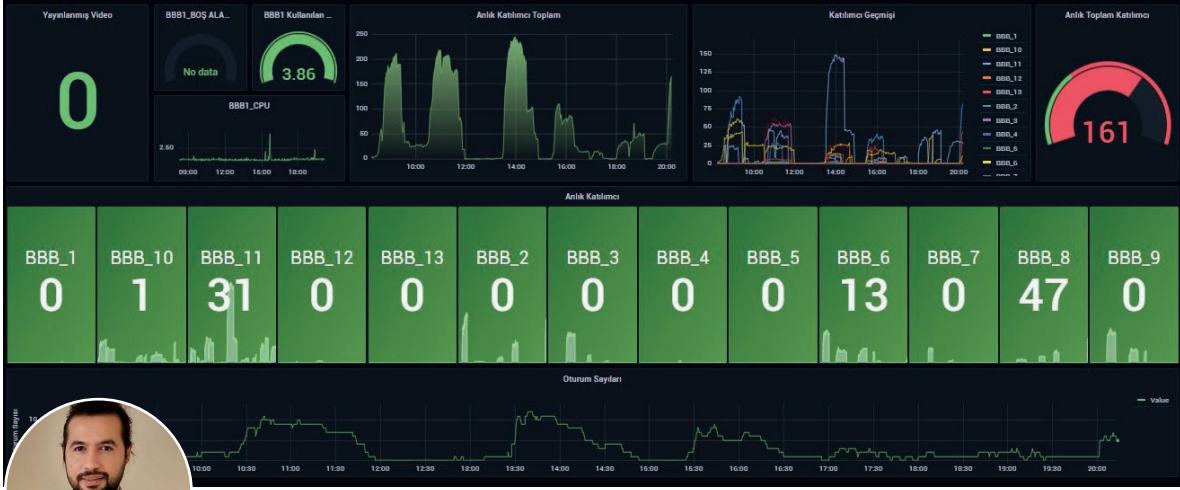 Yayınlanmış Video
0
BBB1_BOŞ ALA...
No data
BBB1 Kullanılan ...
3.86
BBB1_CPU
2.60
09:00 12:00 15:00 18:00
Anlık Katılımcı Toplam
250
200
150
100
50
0
10:00 12:00 14:00 16:00 18:00 20:00
Katılımcı Geçmişi
150
125
100
75
50
25
0
10:00 12:00 14:00 16:00 18:00 20:00
BBB_1
BBB_10
BBB_11
BBB_12
BBB_13
BBB_2
BBB_3
BBB_4
BBB_5
BBB_6
Anlık Toplam Katılımcı
161
Anlık Katılımcı
BBB_1 BBB_10 BBB_11 BBB_12 BBB_13 BBB_2 BBB_3 BBB_4 BBB_5 BBB_6 BBB_7 BBB_8 BBB_9
0 1 31 0 0 0 0 0 0 13 0 47 0
Oturum Sayıları
Value
10:00 10:30 11:00 11:30 12:00 12:30 13:00 13:30 14:00 14:30 15:00 15:30 16:00 16:30 17:00 17:30 18:00 18:30 19:00 19:30 20:00